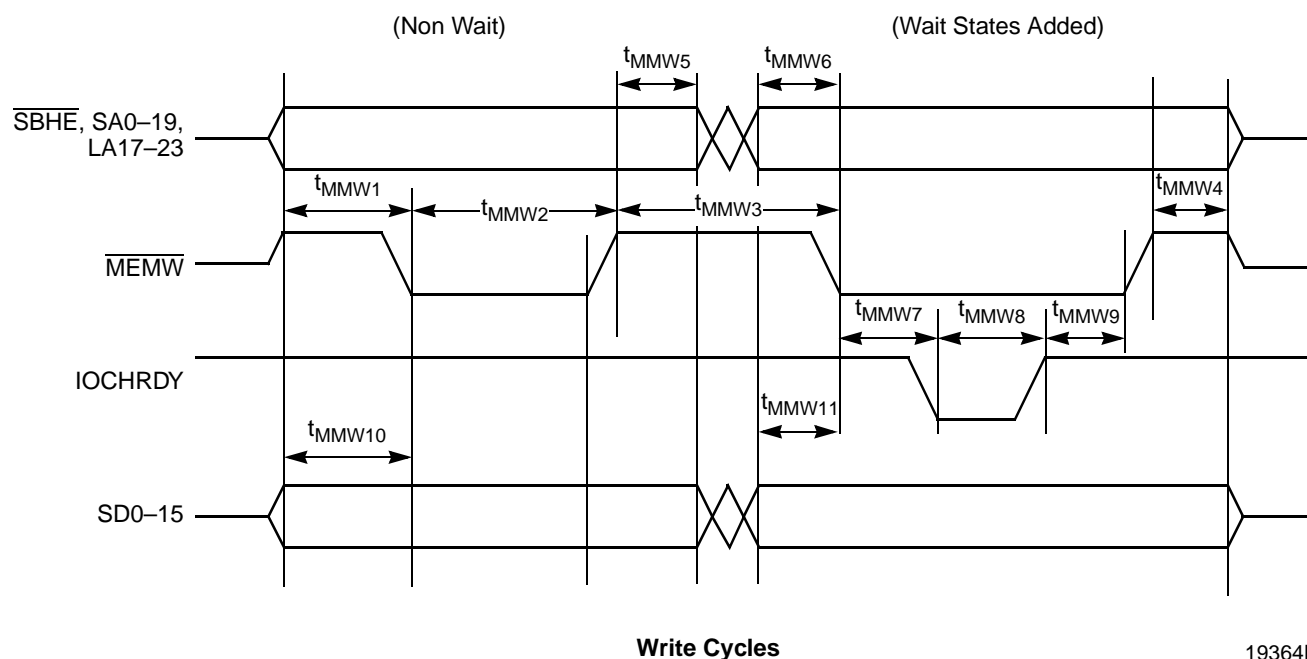 (Non Wait)
(Wait States Added)
tMMW5
tMMW6
SBHE, SA0–19,
LA17–23
tMMW1
tMMW2
tMMW3
tMMW4
MEMW
tMMW7
tMMW8
tMMW9
IOCHRDY
tMMW11
tMMW10
SD0–15
Write Cycles